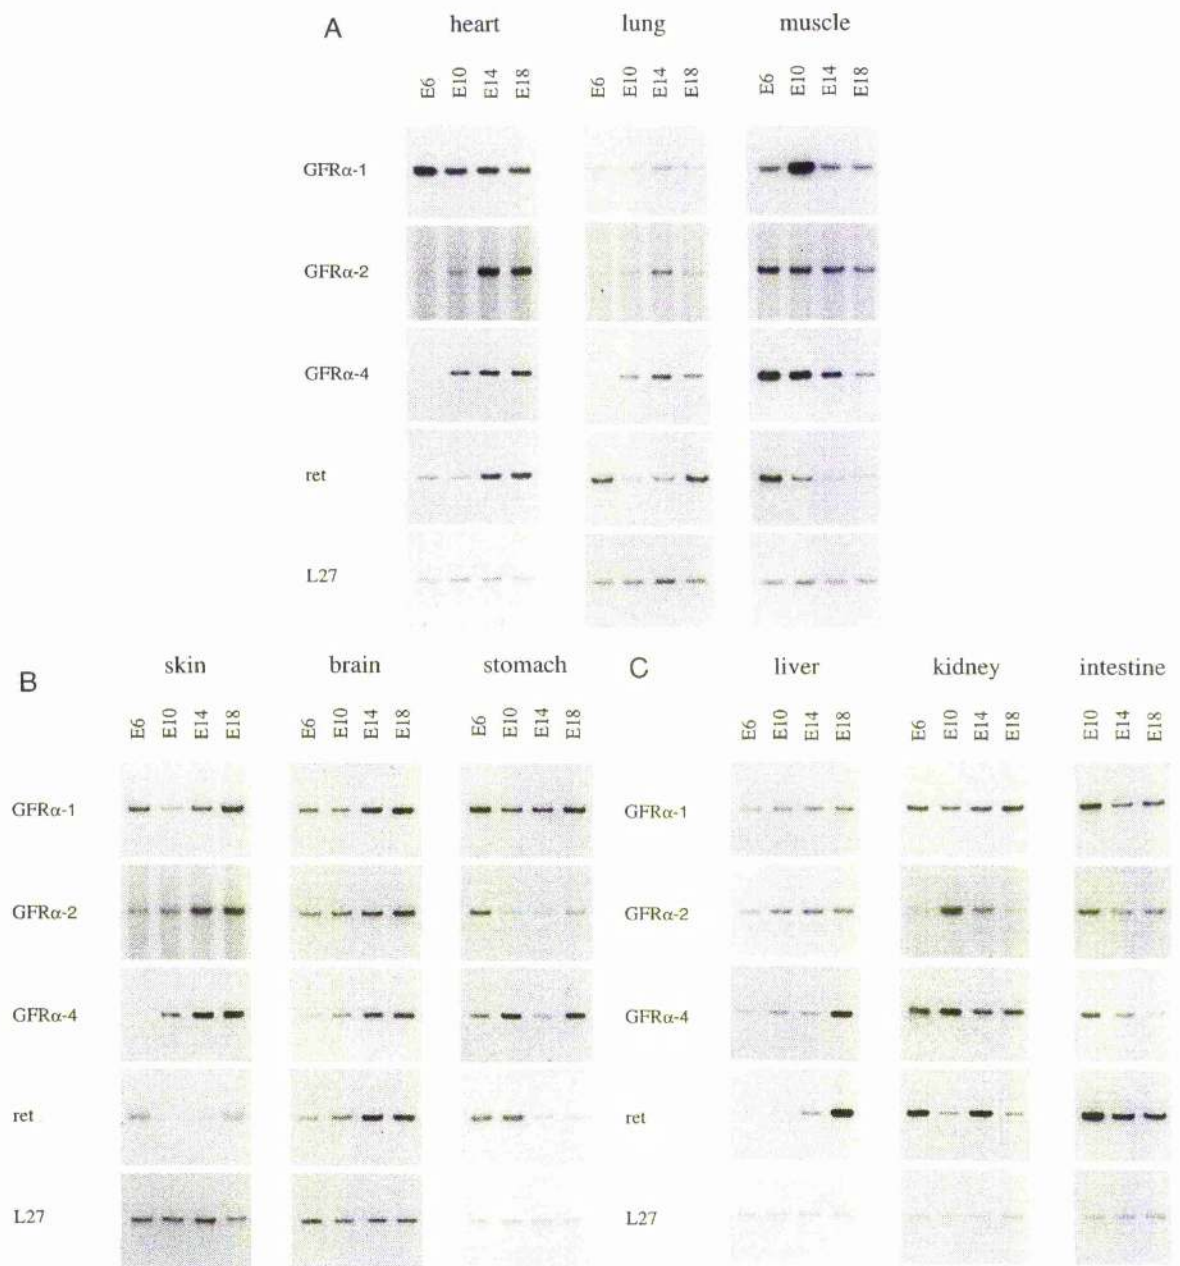 A heart lung muscle
E6 E10 E14 E18 E6 E10 E14 E18 E6 E10 E14 E18
GFRα-1
GFRα-2
GFRα-4
ret
L27
B skin brain stomach
E6 E10 E14 E18 E6 E10 E14 E18 E6 E10 E14 E18
GFRα-1
GFRα-2
GFRα-4
ret
L27
C liver kidney intestine
E6 E10 E14 E18 E6 E10 E14 E18 E10 E14 E18
GFRα-1
GFRα-2
GFRα-4
ret
L27